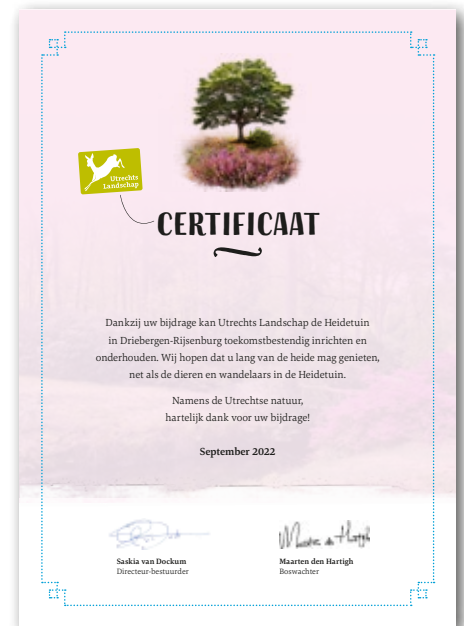 Utrechts
Landschap
CERTIFICAAT
Dankzij uw bijdrage kan Utrechts Landschap de Heidetuin
in Driebergen-Rijsenburg toekomstbestendig inrichten en
onderhouden. Wij hopen dat u lang van de heide mag genieten,
net als de dieren en wandelaars in de Heidetuin.
Namens de Utrechtse natuur,
hartelijk dank voor uw bijdrage!
September 2022
Maarten den Hartigh
Saskia van Dockum
Directeur-bestuurder
Maarten den Hartigh
Boswachter